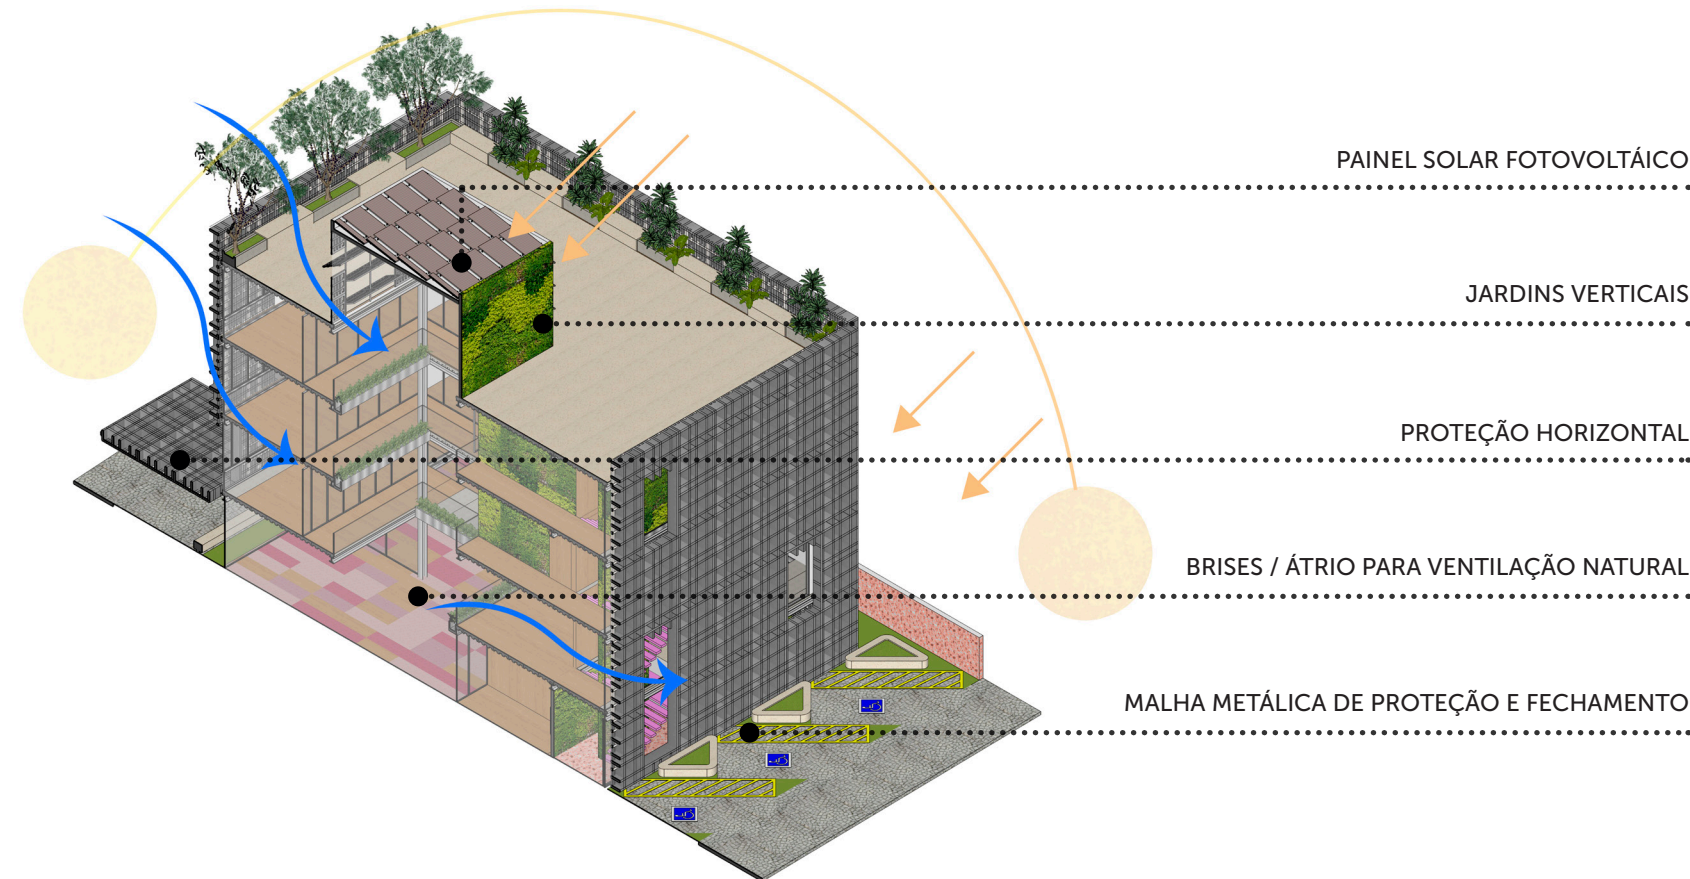 PAINEL SOLAR FOTOVOLTÁICO
JARDINS VERTICAIS
PROTEÇÃO HORIZONTAL
BRISES / ÁTRIO PARA VENTILAÇÃO NATURAL
MALHA METÁLICA DE PROTEÇÃO E FECHAMENTO